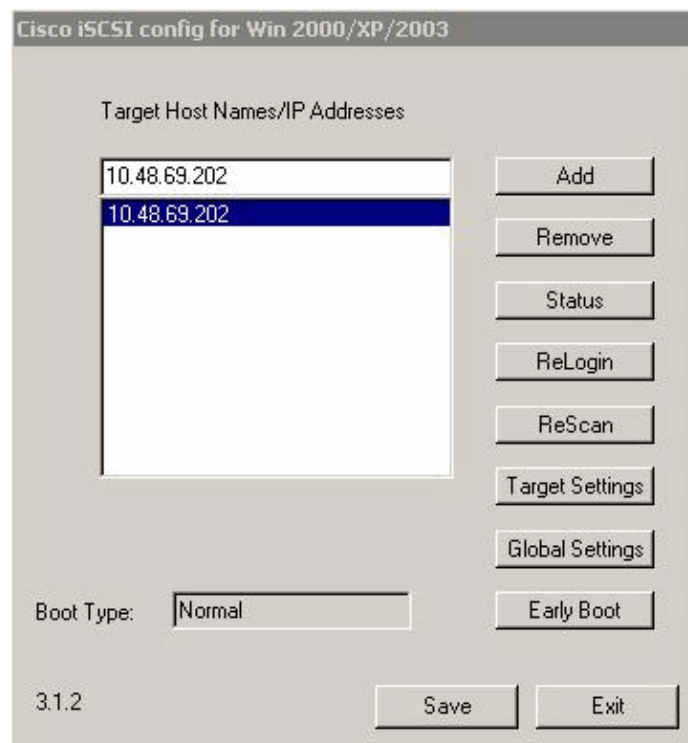 Cisco iSCSI config for Win 2000/XP/2003
Target Host Names/IP Addresses
10.48.69.202
10.48.69.202
Add
Remove
Status
ReLogin
ReScan
Target Settings
Global Settings
Boot Type:
Normal
Early Boot
3.1.2
Save
Exit